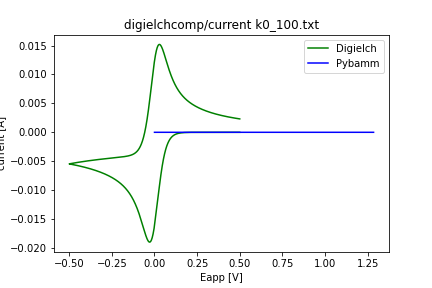 digielchcomp/current k0_100.txt
Digielch
Pybamm
0.015
0.010
0.005
0.000
−0.005
−0.010
−0.015
−0.020
current [A]
−0.50 −0.25 0.00 0.25 0.50 0.75 1.00 1.25
Eapp [V]